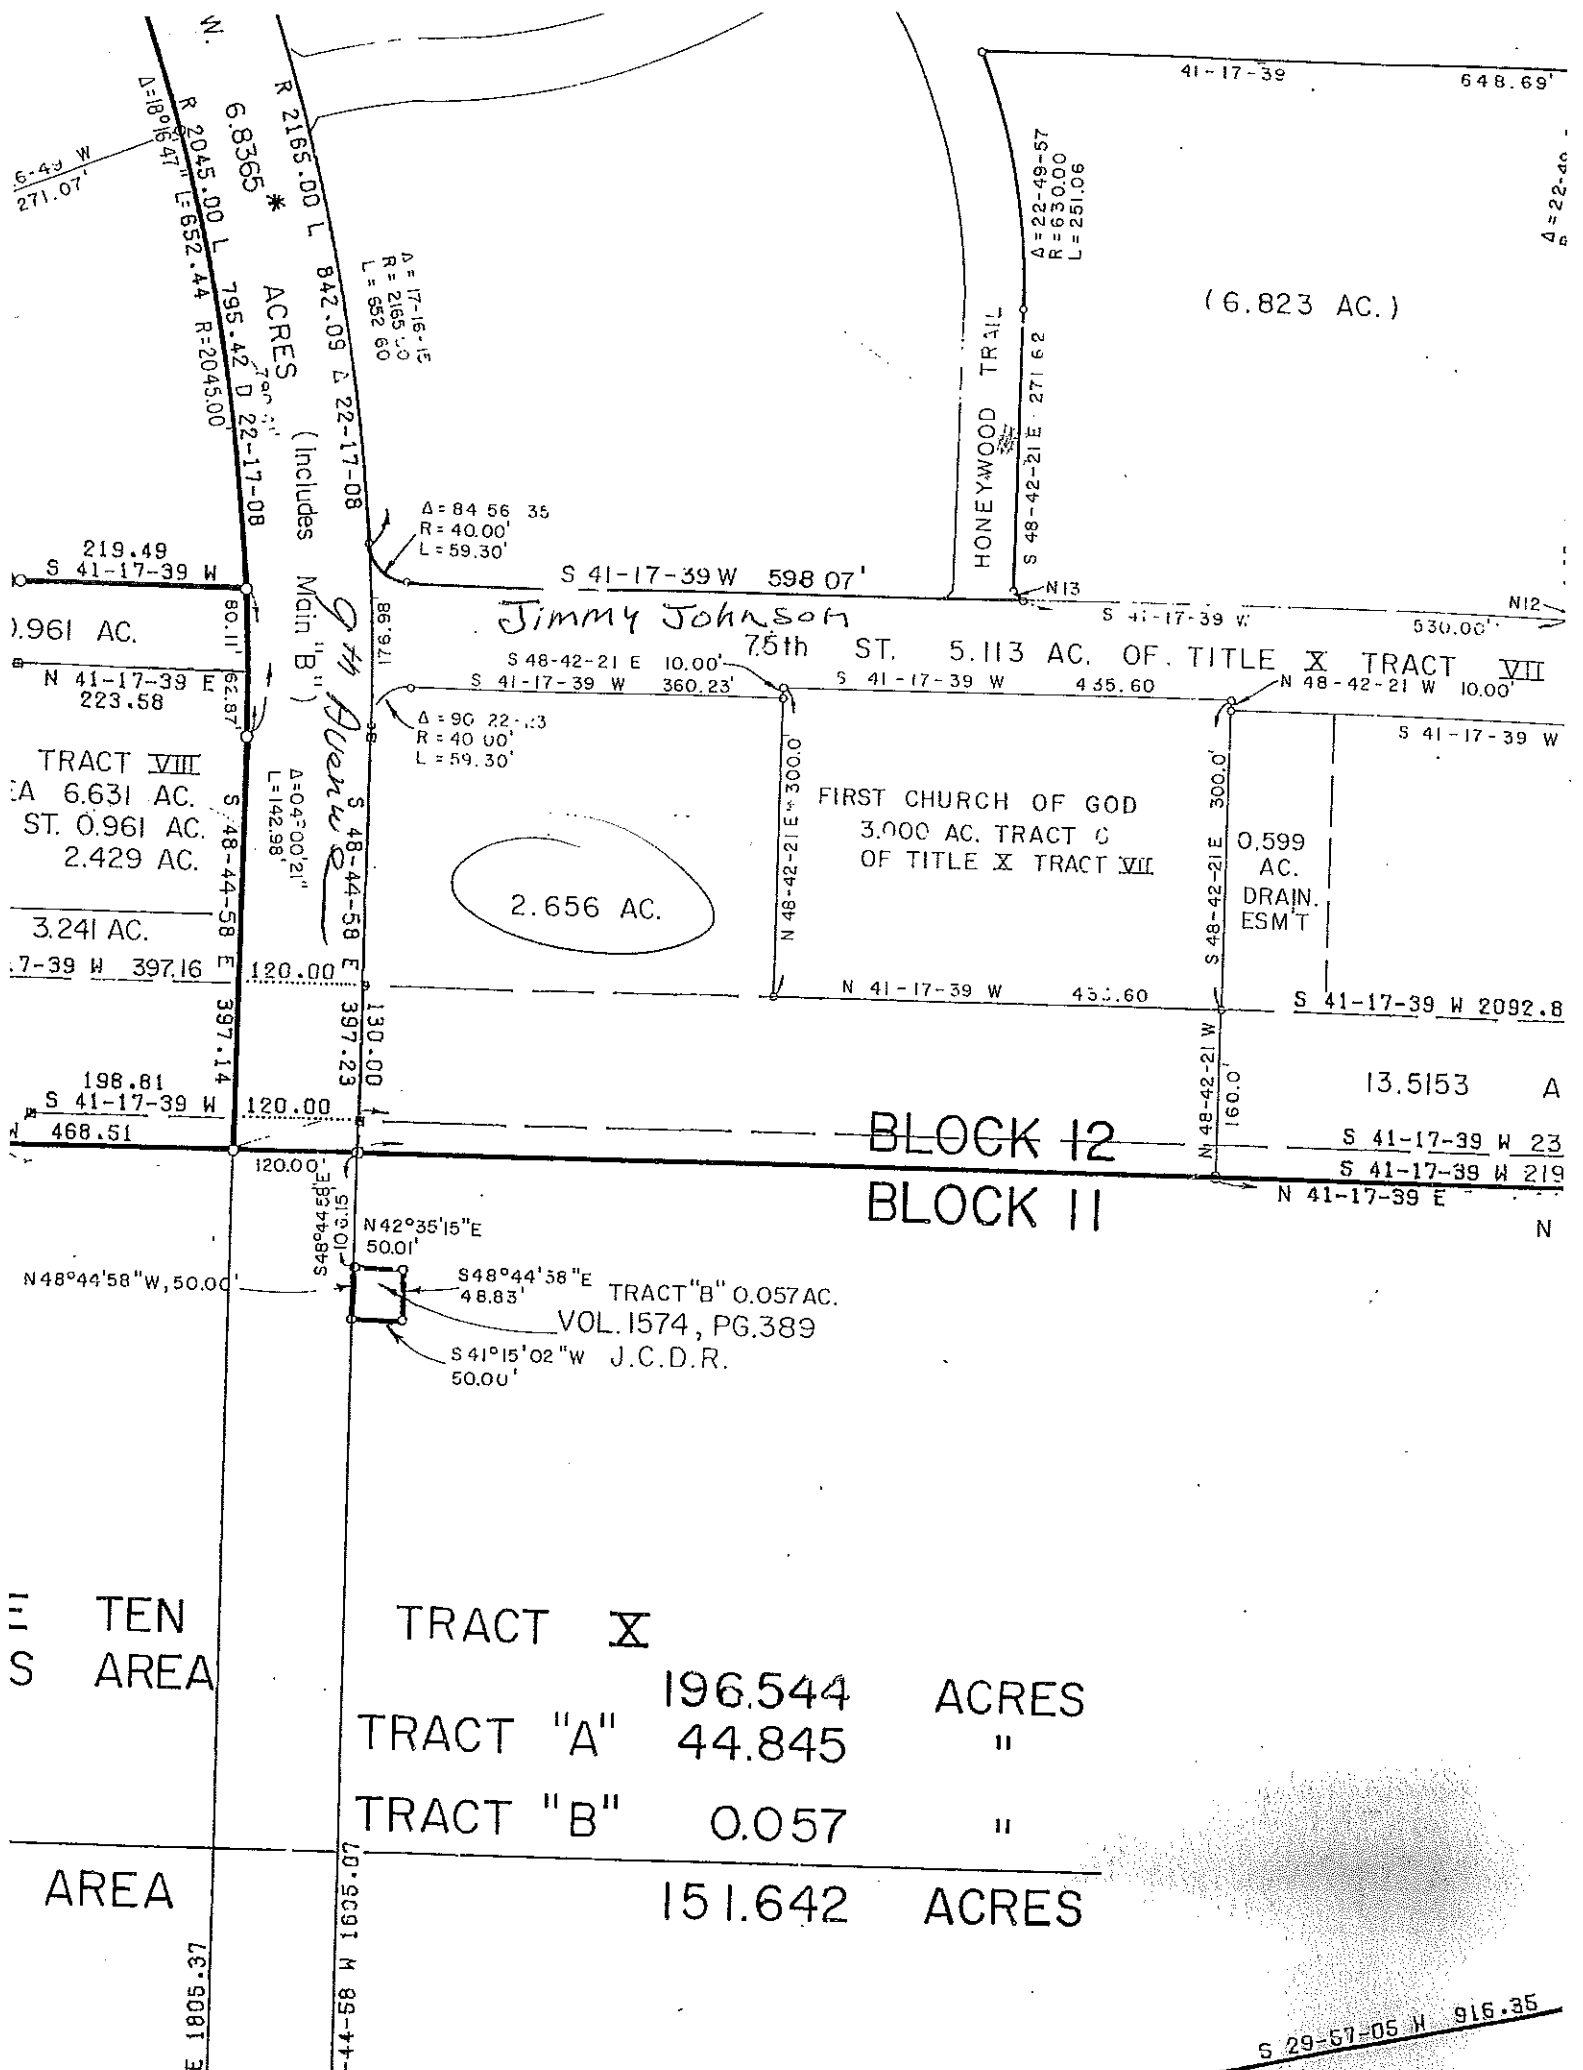 W.
41-17-39
648.69'
R 2165.00 L 842.09 Δ 22-17-08
6.8365 * ACRES (Includes Main "B")
Δ=18°16'47" L=652.44 R=2045.00'
R 2045.00 L 795.42 D 22-17-08
6-49 W
271.07'
Δ = 17-16-15
R = 2165
L = 652 60
Δ = 22-49-57
R = 630.00
L = 251.06
Δ = 22-49
(6.823 AC.)
HONEYWOOD TRAIL
S 48-42-21 E 271 62
Δ = 84 56 35
R = 40.00'
L = 59.30'
219.49
S 41-17-39 W
S 41-17-39 W 598 07'
N13
N12
S 41-17-39 W
530.00'
80.11'
179.98'
9th Avenue
Jimmy Johnson
75th ST. 5.113 AC. OF TITLE X TRACT VII
0.961 AC.
N 41-17-39 E
223.58
62.87'
S 48-42-21 E 10.00'
S 41-17-39 W 360.23'
S 41-17-39 W 435.60
N 48-42-21 W 10.00'
S 41-17-39 W
Δ = 90 22
R = 40 00'
L = 59.30'
TRACT VIII
EA 6.631 AC.
ST. 0.961 AC.
2.429 AC.
3.241 AC.
Δ=04°00'21"
L=142.98'
S 48-44-58 E 397.14
S 48-44-58 E 397.23
2.656 AC.
N 48-42-21 E 300.0'
FIRST CHURCH OF GOD
3.000 AC. TRACT C
OF TITLE X TRACT VII
S 48-42-21 E 300.0'
0.599
AC.
DRAIN.
ESM'T
7-39 W 397.16
120.00
130.00
N 41-17-39 W
S 41-17-39 W 2092.8
N 48-42-21 W
160.0'
13.5153 A
198.81
S 41-17-39 W
120.00
W 468.51
BLOCK 12
S 41-17-39 W 23
S 41-17-39 W 219
120.00'
BLOCK 11
N 41-17-39 E
N
S48°44'58"E
106.15
N42°35'15"E
50.01'
N48°44'58"W, 50.00'
S48°44'58"E
48.83'
TRACT "B" 0.057 AC.
VOL. 1574, PG. 389
S41°15'02"W J.C.D.R.
50.00'
E TEN
S AREA
TRACT X
196.544 ACRES
TRACT "A" 44.845 "
TRACT "B" 0.057 "
AREA
151.642 ACRES
E 1805.37
-44-58 W 1605.07
S 29-57-05 W 916.35